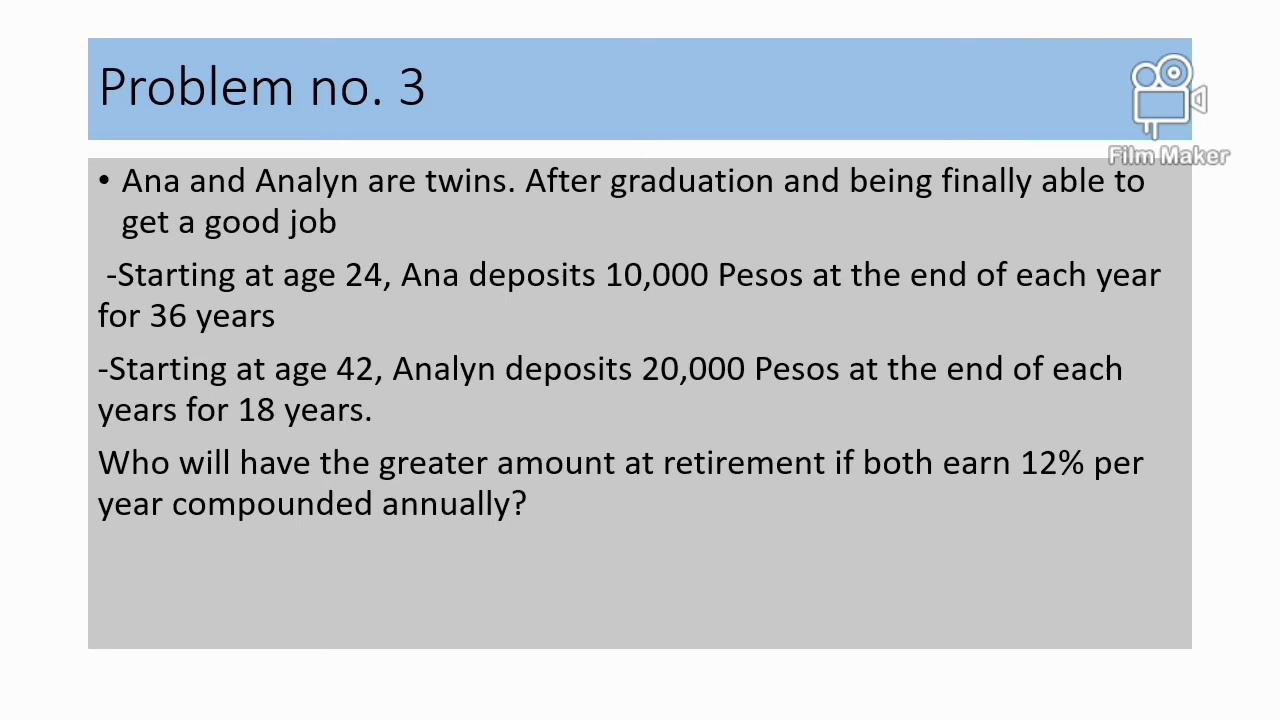 Problem no. 3
Film Maker
• Ana and Analyn are twins. After graduation and being finally able to
get a good job
-Starting at age 24, Ana deposits 10,000 Pesos at the end of each year
for 36 years
-Starting at age 42, Analyn deposits 20,000 Pesos at the end of each
years for 18 years.
Who will have the greater amount at retirement if both earn 12% per
year compounded annually?